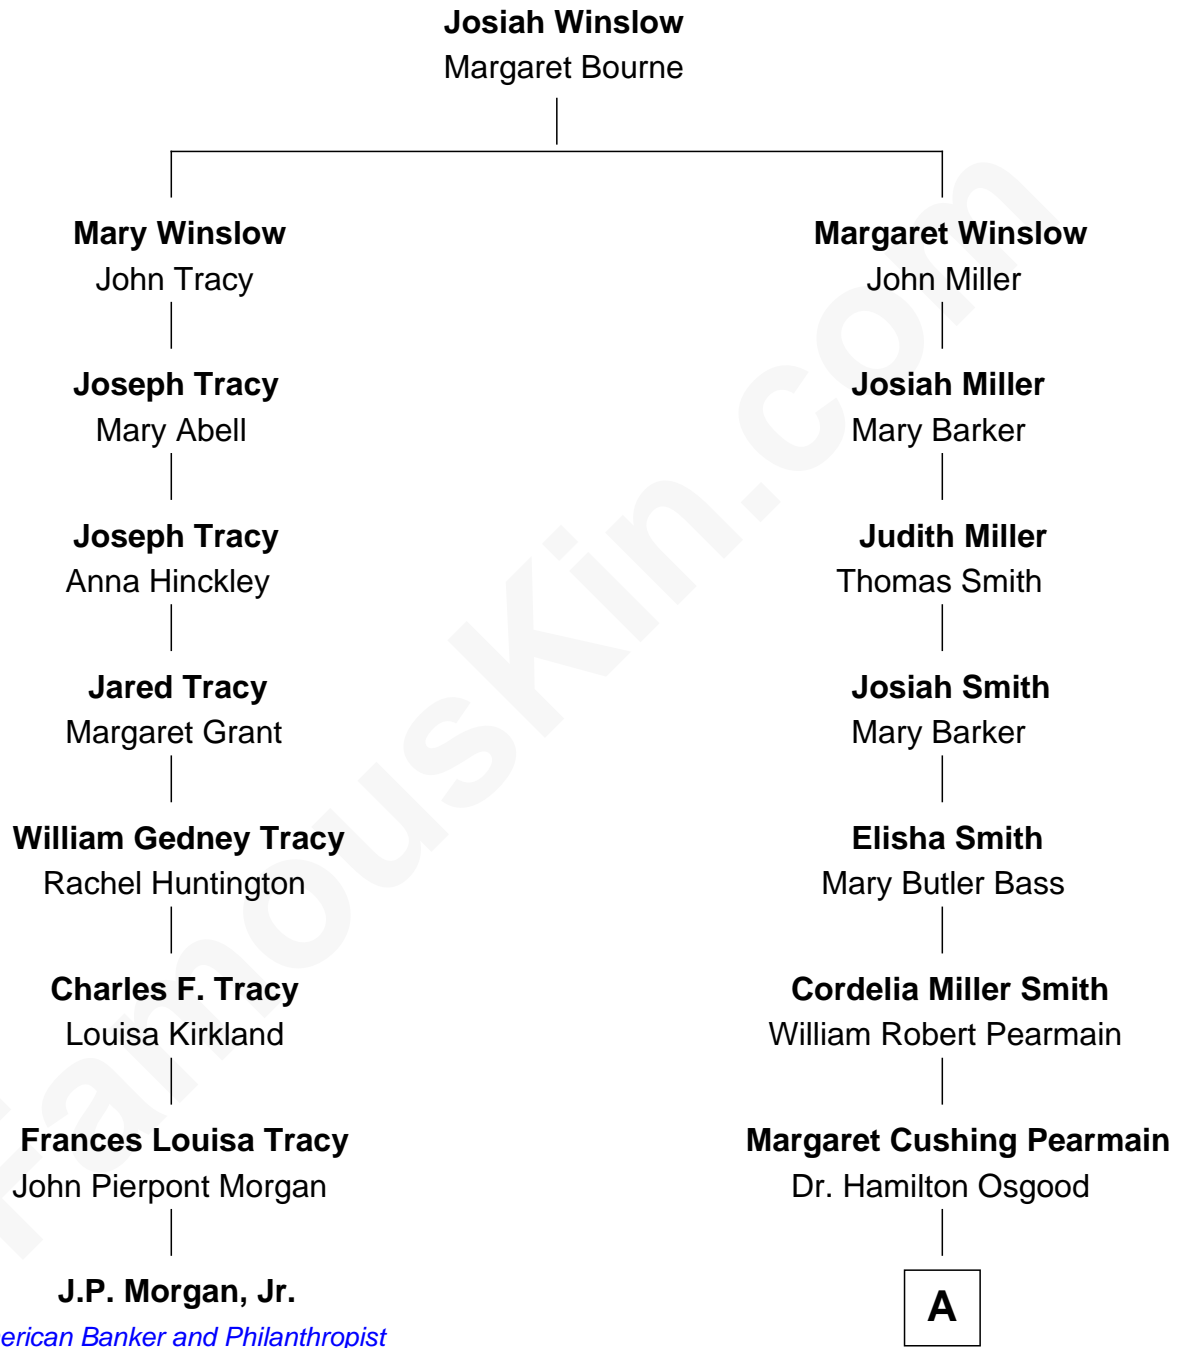 Josiah Winslow
Margaret Bourne
Mary Winslow
John Tracy
Margaret Winslow
John Miller
Joseph Tracy
Mary Abell
Josiah Miller
Mary Barker
Joseph Tracy
Anna Hinckley
Judith Miller
Thomas Smith
Jared Tracy
Margaret Grant
Josiah Smith
Mary Barker
William Gedney Tracy
Rachel Huntington
Elisha Smith
Mary Butler Bass
Charles F. Tracy
Louisa Kirkland
Cordelia Miller Smith
William Robert Pearmain
Frances Louisa Tracy
John Pierpont Morgan
Margaret Cushing Pearmain
Dr. Hamilton Osgood
J.P. Morgan, Jr.
erican Banker and Philanthropist
A
FamousKin.com